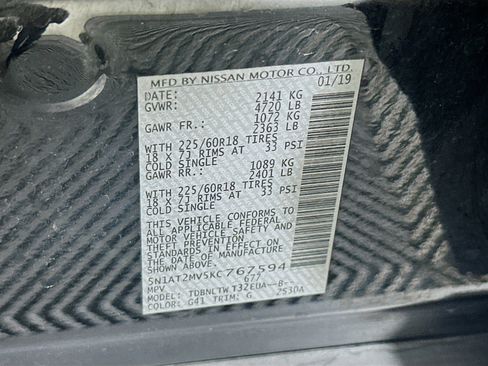 MFD BY NISSAN MOTOR CO., LTD.
DATE: 01/19
GVWR: 2141 KG
4720 LB
GAWR FR.: 1072 KG
2363 LB
WITH 225/60R18 TIRES
18 X 7J RIMS AT 33 PSI
COLD SINGLE
GAWR RR.: 1089 KG
2401 LB
WITH 225/60R18 TIRES
18 X 7J RIMS AT 33 PSI
COLD SINGLE
THIS VEHICLE CONFORMS TO
ALL APPLICABLE FEDERAL
MOTOR VEHICLE SAFETY AND
THEFT PREVENTION
STANDARDS IN EFFECT ON
THE DATE OF MANUFACTURE
SHOWN ABOVE.
5N1AT2MV5KC767594
MPV 677
MODEL: TDBNLTW T32EUA--B-
COLOR: G41 TRIM: G 2530A